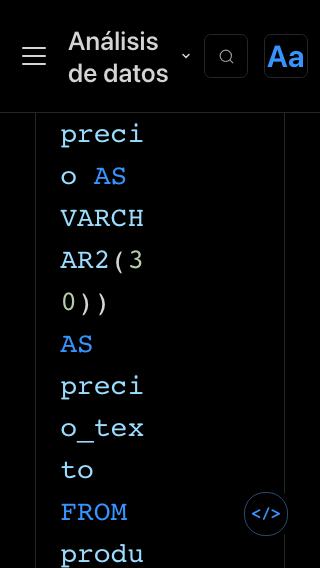 Análisis
de datos
Aa
preci
o AS
VARCH
AR2(3
0))
AS
preci
o_tex
to
FROM
</>
produ